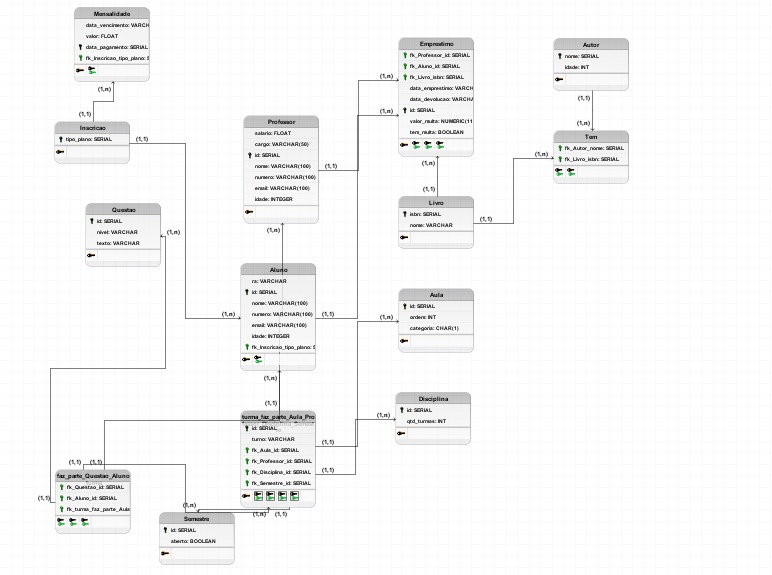 Mensalidade
data_vencimento: VARCH
valor: FLOAT
data_pagamento: SERIAL
fk_Inscricao_tipo_plano: S
(1,n)
(1,1)
Inscricao
tipo_plano: SERIAL
(1,1)
Questao
id: SERIAL
nivel: VARCHAR
texto: VARCHAR
(1,n)
Professor
salario: FLOAT
cargo: VARCHAR(50)
id: SERIAL
nome: VARCHAR(100)
numero: VARCHAR(100)
email: VARCHAR(100)
idade: INTEGER
(1,1)
(1,n)
Emprestimo
fk_Professor_id: SERIAL
fk_Aluno_id: SERIAL
fk_Livro_isbn: SERIAL
data_emprestimo: VARCH
data_devolucao: VARCHA
id: SERIAL
valor_multa: NUMERIC(11
tem_multa: BOOLEAN
(1,n)
(1,n)
(1,n)
(1,1)
Autor
nome: SERIAL
idade: INT
(1,1)
(1,n)
Tem
fk_Autor_nome: SERIAL
fk_Livro_isbn: SERIAL
(1,n)
Livro
isbn: SERIAL
nome: VARCHAR
(1,1)
Aluno
ra: VARCHAR
id: SERIAL
nome: VARCHAR(100)
numero: VARCHAR(100)
email: VARCHAR(100)
idade: INTEGER
fk_Inscricao_tipo_plano: S
(1,n)
(1,1)
(1,n)
(1,1)
Aula
id: SERIAL
ordem: INT
categoria: CHAR(1)
(1,n)
Disciplina
id: SERIAL
qtd_turmas: INT
(1,n)
turma_faz_parte_Aula_Pro
id: SERIAL
turno: VARCHAR
fk_Aula_id: SERIAL
fk_Professor_id: SERIAL
fk_Disciplina_id: SERIAL
fk_Semestre_id: SERIAL
(1,1)
(1,1)
(1,n)
(1,1)
faz_parte_Questao_Aluno
fk_Questao_id: SERIAL
fk_Aluno_id: SERIAL
fk_turma_faz_parte_Aula
(1,1)
(1,1)
(1,1)
(1,n)
Semestre
id: SERIAL
aberto: BOOLEAN